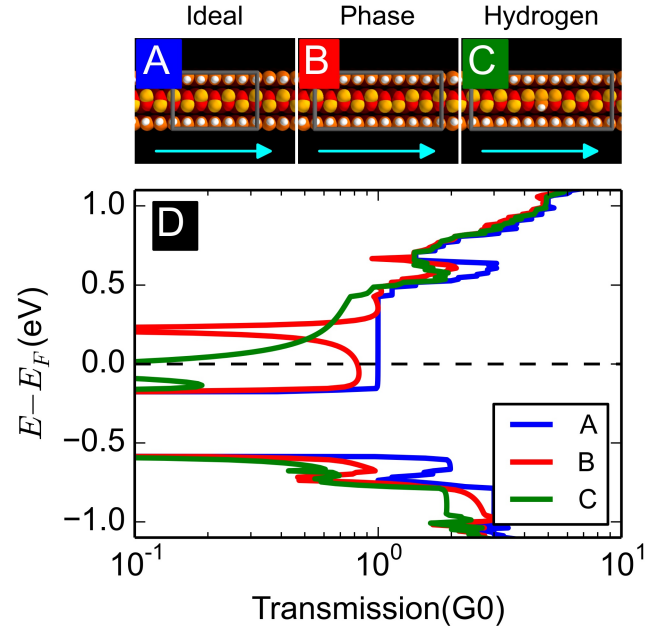 Ideal Phase Hydrogen
A B C
D
1.0
0.5
0.0
−0.5
−1.0
E−E_F(eV)
A
B
C
10^-1 10^0 10^1
Transmission(G0)